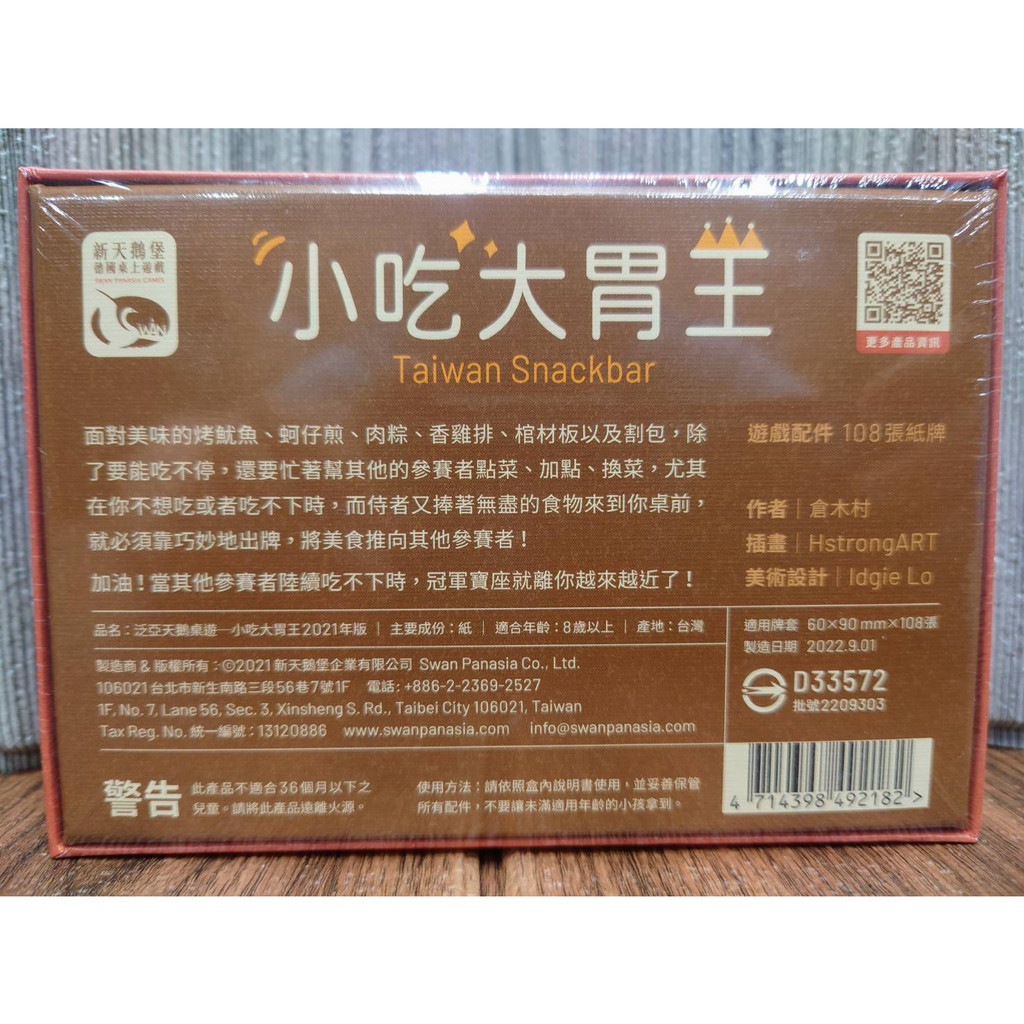 新天鵝堡
德國桌上遊戲
SWAN PANASIA GAMES
SWAN
小吃大胃王
Taiwan Snackbar
更多產品資訊
面對美味的烤魷魚、蚵仔煎、肉粽、香雞排、棺材板以及割包，除
了要能吃不停，還要忙著幫其他的參賽者點菜、加點、換菜，尤其
在你不想吃或者吃不下時，而侍者又捧著無盡的食物來到你桌前，
就必須靠巧妙地出牌，將美食推向其他參賽者！
加油！當其他參賽者陸續吃不下時，冠軍寶座就離你越來越近了！
遊戲配件 108張紙牌
作者｜倉木村
插畫｜HstrongART
美術設計｜Idgie Lo
品名：泛亞天鵝桌遊—小吃大胃王2021年版｜主要成份：紙｜適合年齡：8歲以上｜產地：台灣
製造商 & 版權所有：©2021 新天鵝堡企業有限公司 Swan Panasia Co., Ltd.
106021台北市新生南路三段56巷7號1F 電話：+886-2-2369-2527
1F, No. 7, Lane 56, Sec. 3, Xinsheng S. Rd., Taibei City 106021, Taiwan
Tax Reg. No. 統一編號：13120886 www.swanpanasia.com info@swanpanasia.com
適用牌套 60×90 mm×108張
製造日期 2022.9.01
D33572
批號2209303
警告
此產品不適合36個月以下之
兒童。請將此產品遠離火源。
使用方法：請依照盒內說明書使用，並妥善保管
所有配件，不要讓未滿適用年齡的小孩拿到。
4 714398 492182 >